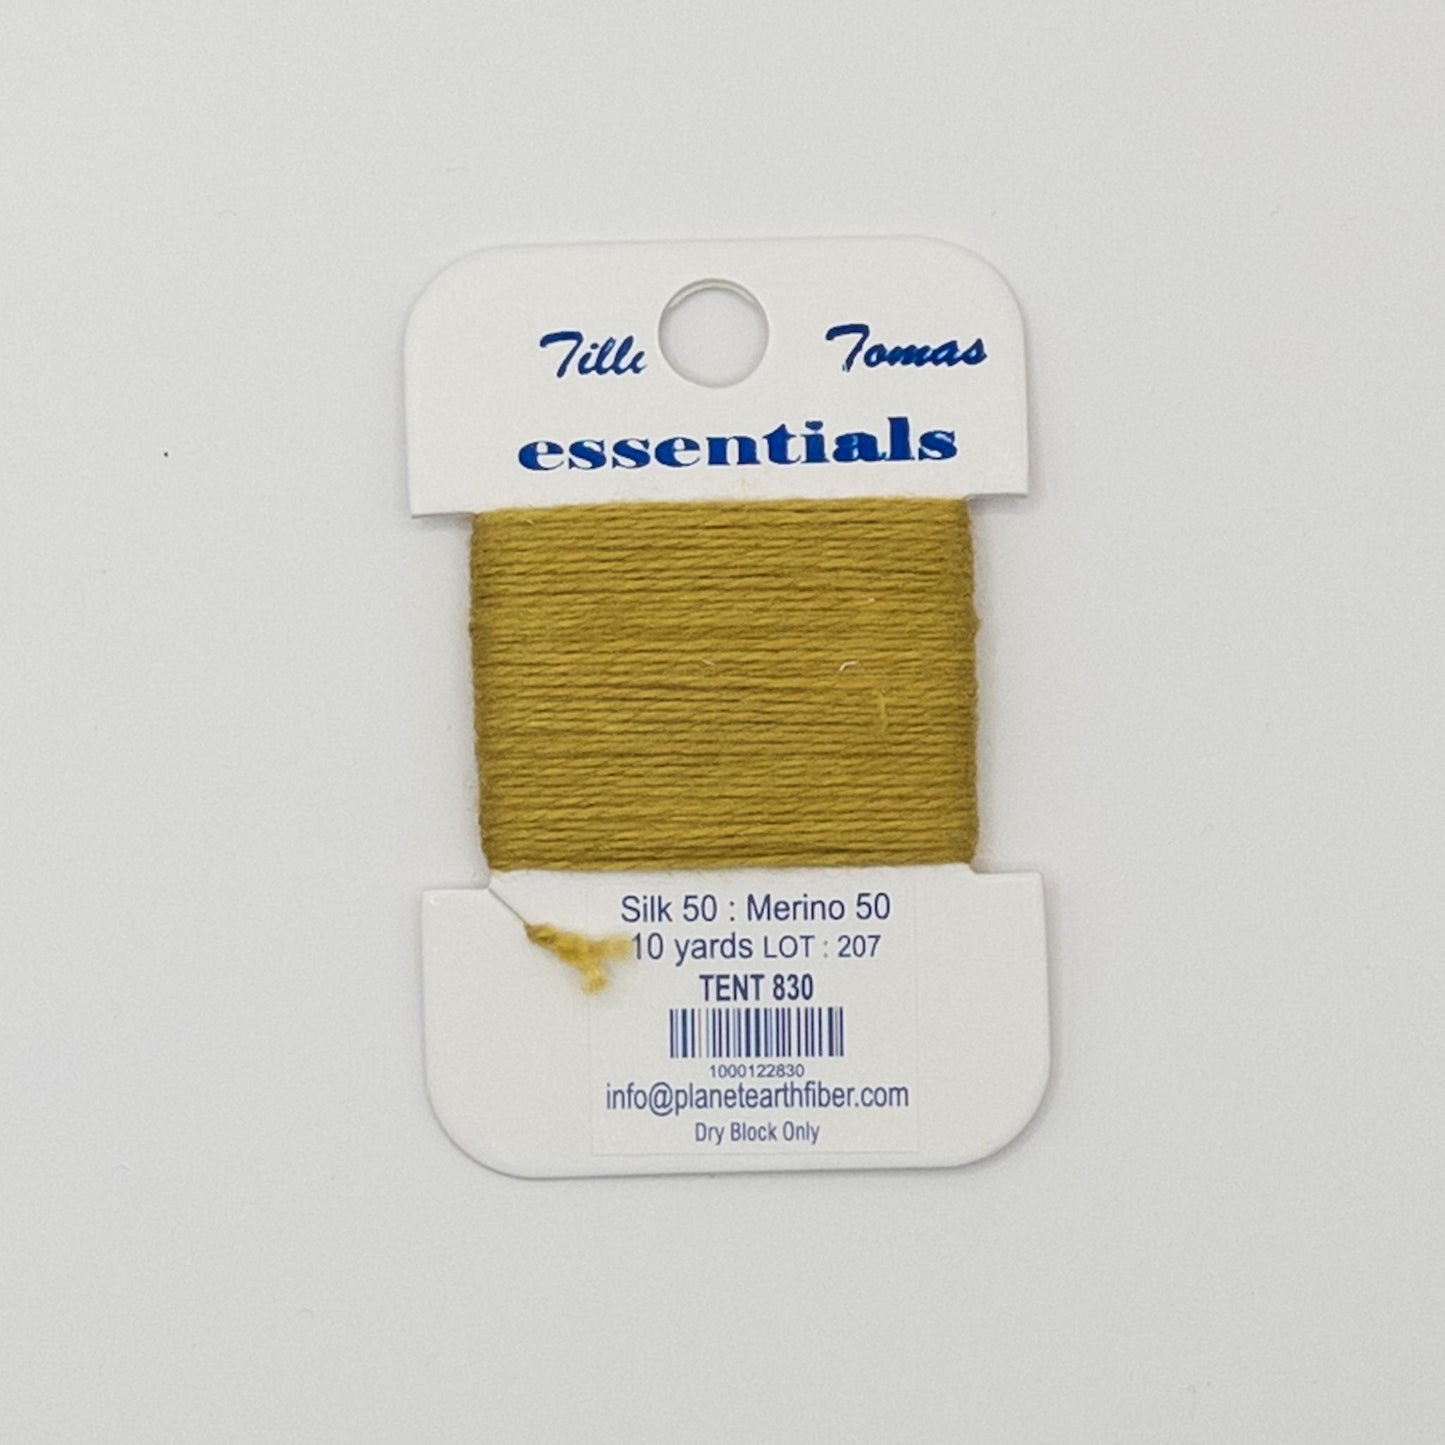 Tilli Tomas
essentials
Silk 50 : Merino 50
10 yards LOT : 207
TENT 830
1000122830
info@planetearthfiber.com
Dry Block Only